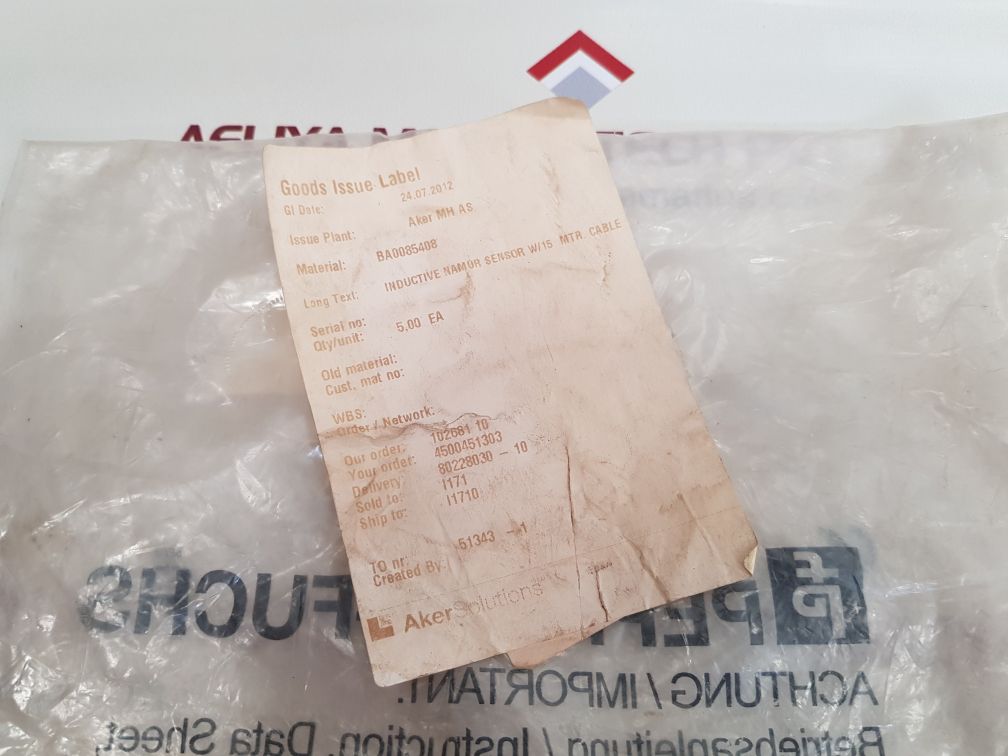 Goods Issue Label
GI Date: 24.07.2012
Issue Plant: Aker MH AS
Material: BA0085408
Long Text: INDUCTIVE NAMUR SENSOR W/15 MTR. CABLE
Serial no:
Qty/unit: 5,00 EA
Old material:
Cust. mat no:
WBS:
Order / Network:
Our order: 102681 10
Your order: 4500451303
Delivery: 80228030 - 10
Sold to: I171
Ship to: I1710
TO nr: 51343 - 1
Created By:
AkerSolutions
PEPPERL+FUCHS
ACHTUNG / IMPORTANT.
Betriebsanleitung / Instruction, Data Sheet,